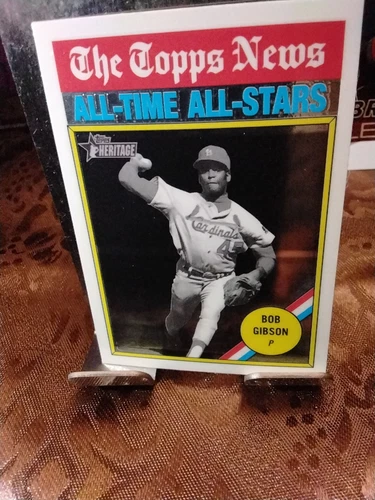 The Topps News
ALL-TIME ALL-STARS
Topps
HERITAGE
Cardinals
45
BOB
GIBSON
P